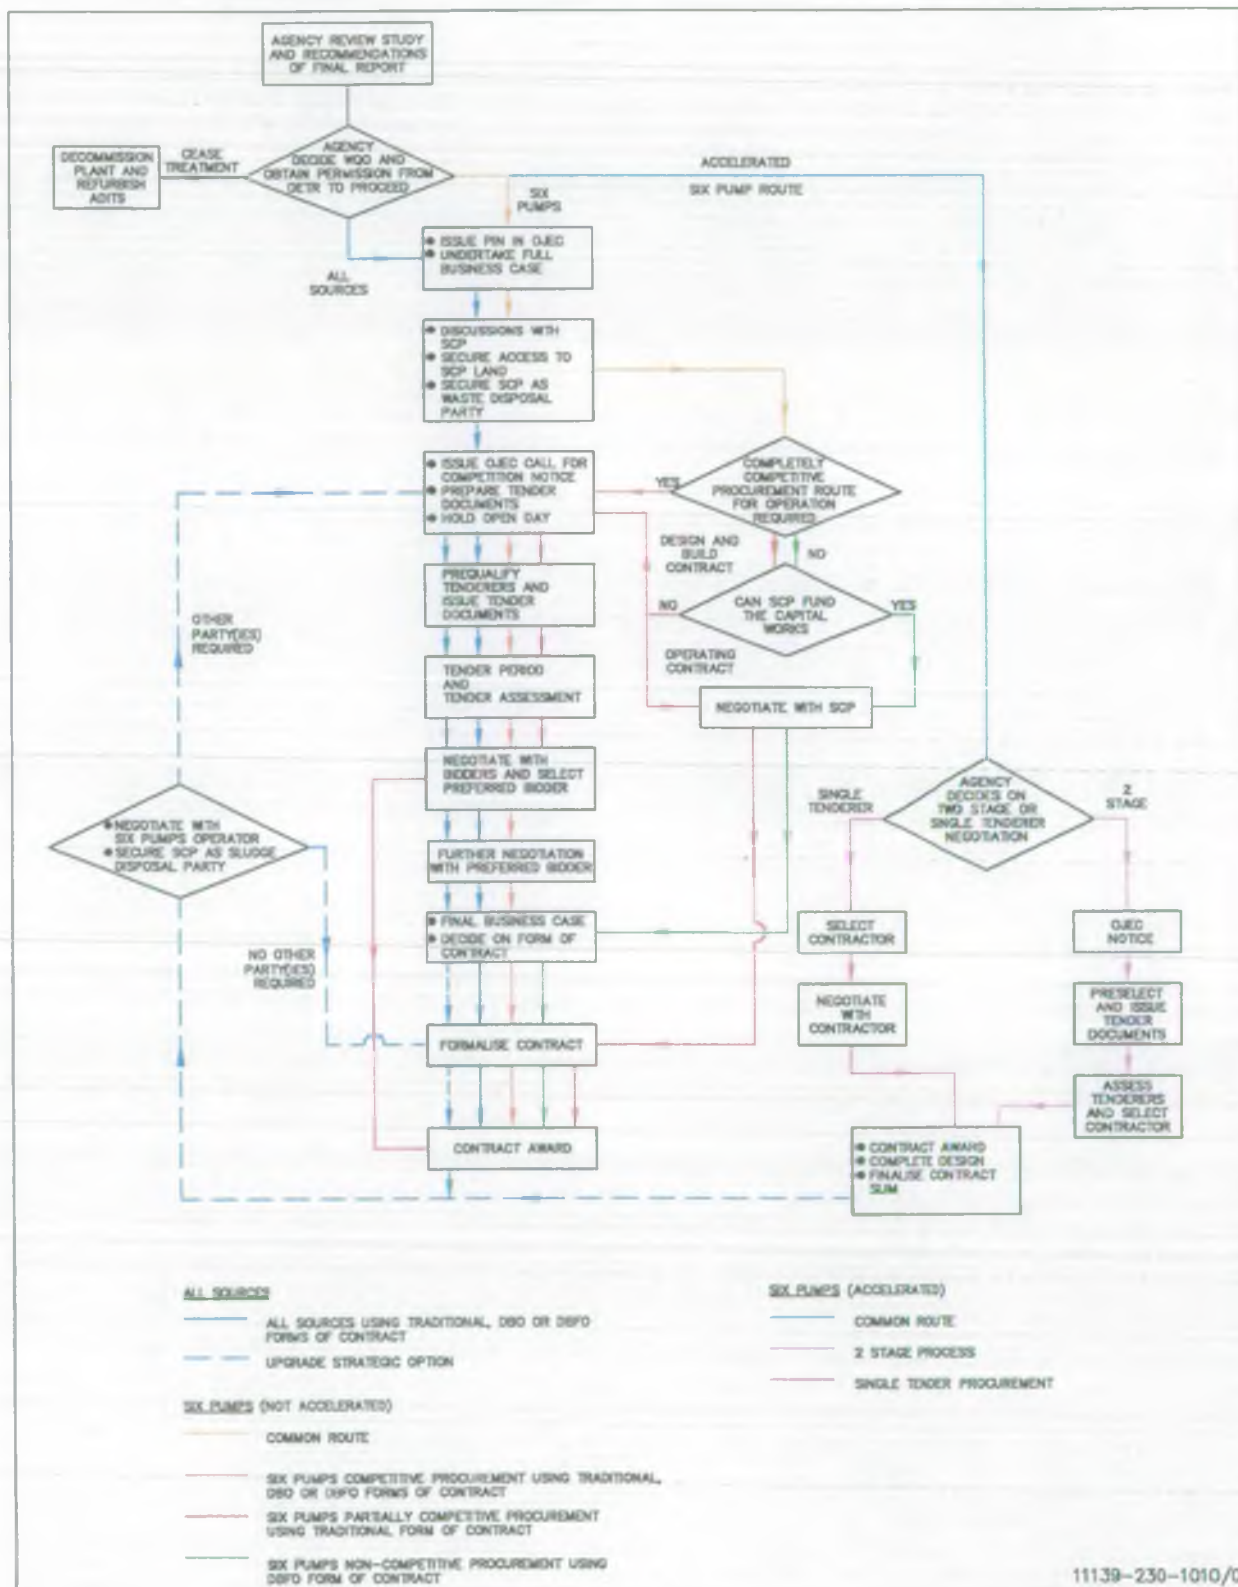 AGENCY REVIEW STUDY
AND RECOMMENDATIONS
OF FINAL REPORT
AGENCY
DECIDE WQO AND
OBTAIN PERMISSION FROM
DETR TO PROCEED
CEASE
TREATMENT
DECOMMISSION
PLANT AND
REFURBISH
ADITS
ACCELERATED
SIX PUMP ROUTE
SIX
PUMPS
ALL
SOURCES
● ISSUE PIN IN OJEC
● UNDERTAKE FULL
BUSINESS CASE
● DISCUSSIONS WITH
SCP
● SECURE ACCESS TO
SCP LAND
● SECURE SCP AS
WASTE DISPOSAL
PARTY
● ISSUE OJEC CALL FOR
COMPETITION NOTICE
● PREPARE TENDER
DOCUMENTS
● HOLD OPEN DAY
YES
COMPLETELY
COMPETITIVE
PROCUREMENT ROUTE
FOR OPERATION
REQUIRED
DESIGN AND
BUILD
CONTRACT
NO
PREQUALIFY
TENDERERS AND
ISSUE TENDER
DOCUMENTS
NO
CAN SCP FUND
THE CAPITAL
WORKS
YES
OTHER
PARTY(IES)
REQUIRED
OPERATING
CONTRACT
TENDER PERIOD
AND
TENDER ASSESSMENT
NEGOTIATE WITH SCP
NEGOTIATE WITH
BIDDERS AND SELECT
PREFERRED BIDDER
SINGLE
TENDERER
AGENCY
DECIDES ON
TWO STAGE OR
SINGLE TENDERER
NEGOTIATION
2
STAGE
● NEGOTIATE WITH
SIX PUMPS OPERATOR
● SECURE SCP AS SLUDGE
DISPOSAL PARTY
FURTHER NEGOTIATION
WITH PREFERRED BIDDER
● FINAL BUSINESS CASE
● DECIDE ON FORM OF
CONTRACT
SELECT
CONTRACTOR
OJEC
NOTICE
NO OTHER
PARTY(IES)
REQUIRED
NEGOTIATE
WITH
CONTRACTOR
PRESELECT
AND ISSUE
TENDER
DOCUMENTS
FORMALISE CONTRACT
ASSESS
TENDERERS
AND SELECT
CONTRACTOR
CONTRACT AWARD
● CONTRACT AWARD
● COMPLETE DESIGN
● FINALISE CONTRACT
SUM
ALL SOURCES
ALL SOURCES USING TRADITIONAL, DBO OR DBFO
FORMS OF CONTRACT
UPGRADE STRATEGIC OPTION
SIX PUMPS (NOT ACCELERATED)
COMMON ROUTE
SIX PUMPS COMPETITIVE PROCUREMENT USING TRADITIONAL,
DBO OR DBFO FORMS OF CONTRACT
SIX PUMPS PARTIALLY COMPETITIVE PROCUREMENT
USING TRADITIONAL FORM OF CONTRACT
SIX PUMPS NON-COMPETITIVE PROCUREMENT USING
DBFO FORM OF CONTRACT
SIX PUMPS (ACCELERATED)
COMMON ROUTE
2 STAGE PROCESS
SINGLE TENDER PROCUREMENT
11139-230-1010/0